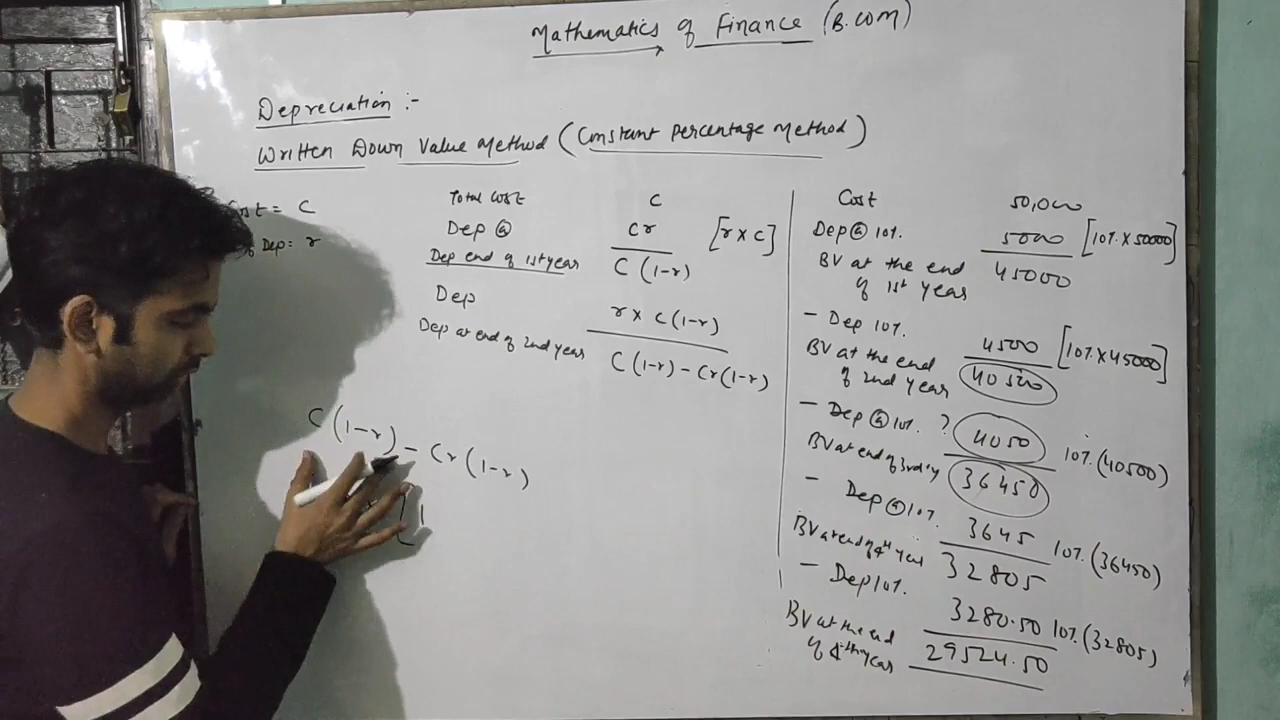 Mathematics of Finance (B.COM)
Depreciation :-
Written Down Value Method (Constant Percentage Method)
Cost = C
Dep = r
Total Cost C
Dep @ Cr [r x C]
Dep end of 1st year C (1-r)
Dep r x C (1-r)
Dep at end of 2nd year C (1-r) - Cr (1-r)
C (1-r) - Cr (1-r)
[1
Cost 50,000
Dep @ 10%. 5000 [10% x 50000]
BV at the end of 1st year 45000
- Dep 10%. 4500 [10% x 45000]
BV at the end of 2nd year 40500
- Dep @ 10%. ? 4050 10% (40500)
BV at end of 3rd y 36450
- Dep @ 10%. 3645 10% (36450)
BV at end of 4th year 32805
- Dep 10%. 3280.50 10% (32805)
BV at the end of year 29524.50